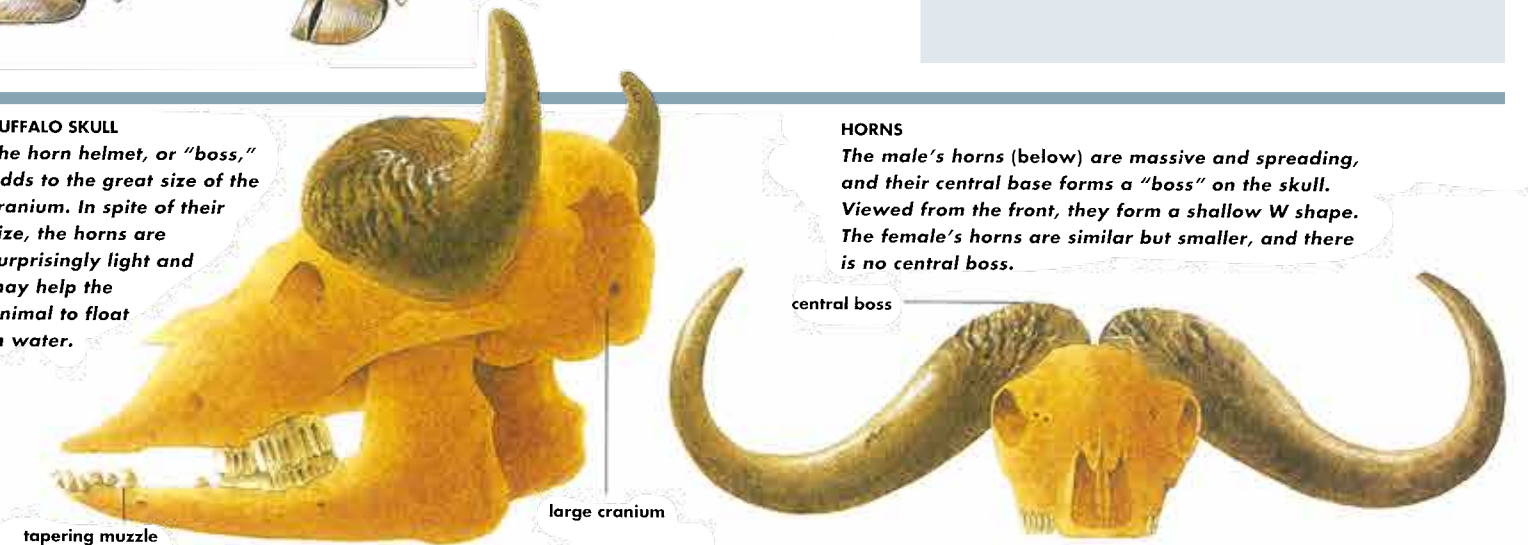 UFFALO SKULL
he horn helmet, or “boss,”
dds to the great size of the
ranium. In spite of their
ize, the horns are
urprisingly light and
nay help the
nimal to float
n water.
tapering muzzle
large cranium
HORNS
The male’s horns (below) are massive and spreading,
and their central base forms a “boss” on the skull.
Viewed from the front, they form a shallow W shape.
The female’s horns are similar but smaller, and there
is no central boss.
central boss